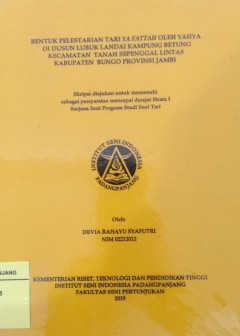 BENTUK PELESTARIAN TARI YA FATTAH OLEH YAHYA
DI DUSUN LUBUK LANDAI KAMPUNG BETUNG
KECAMATAN TANAH SEPENGGAL LINTAS
KABUPATEN BUNGO PROVINSI JAMBI
Skripsi diajukan untuk memenuhi
sebagai persyaratan mencapai derajat Strata I
Sarjana Seni Program Studi Seni Tari
INSTITUT SENI INDONESIA
PADANGPANJANG
Oleh:
DEVIA RAHAYU SYAFUTRI
NIM 02212012
KEMENTERIAN RISET, TEKNOLOGI DAN PENDIDIKAN TINGGI
INSTITUT SENI INDONESIA PADANGPANJANG
FAKULTAS SENI PERTUNJUKAN
2019